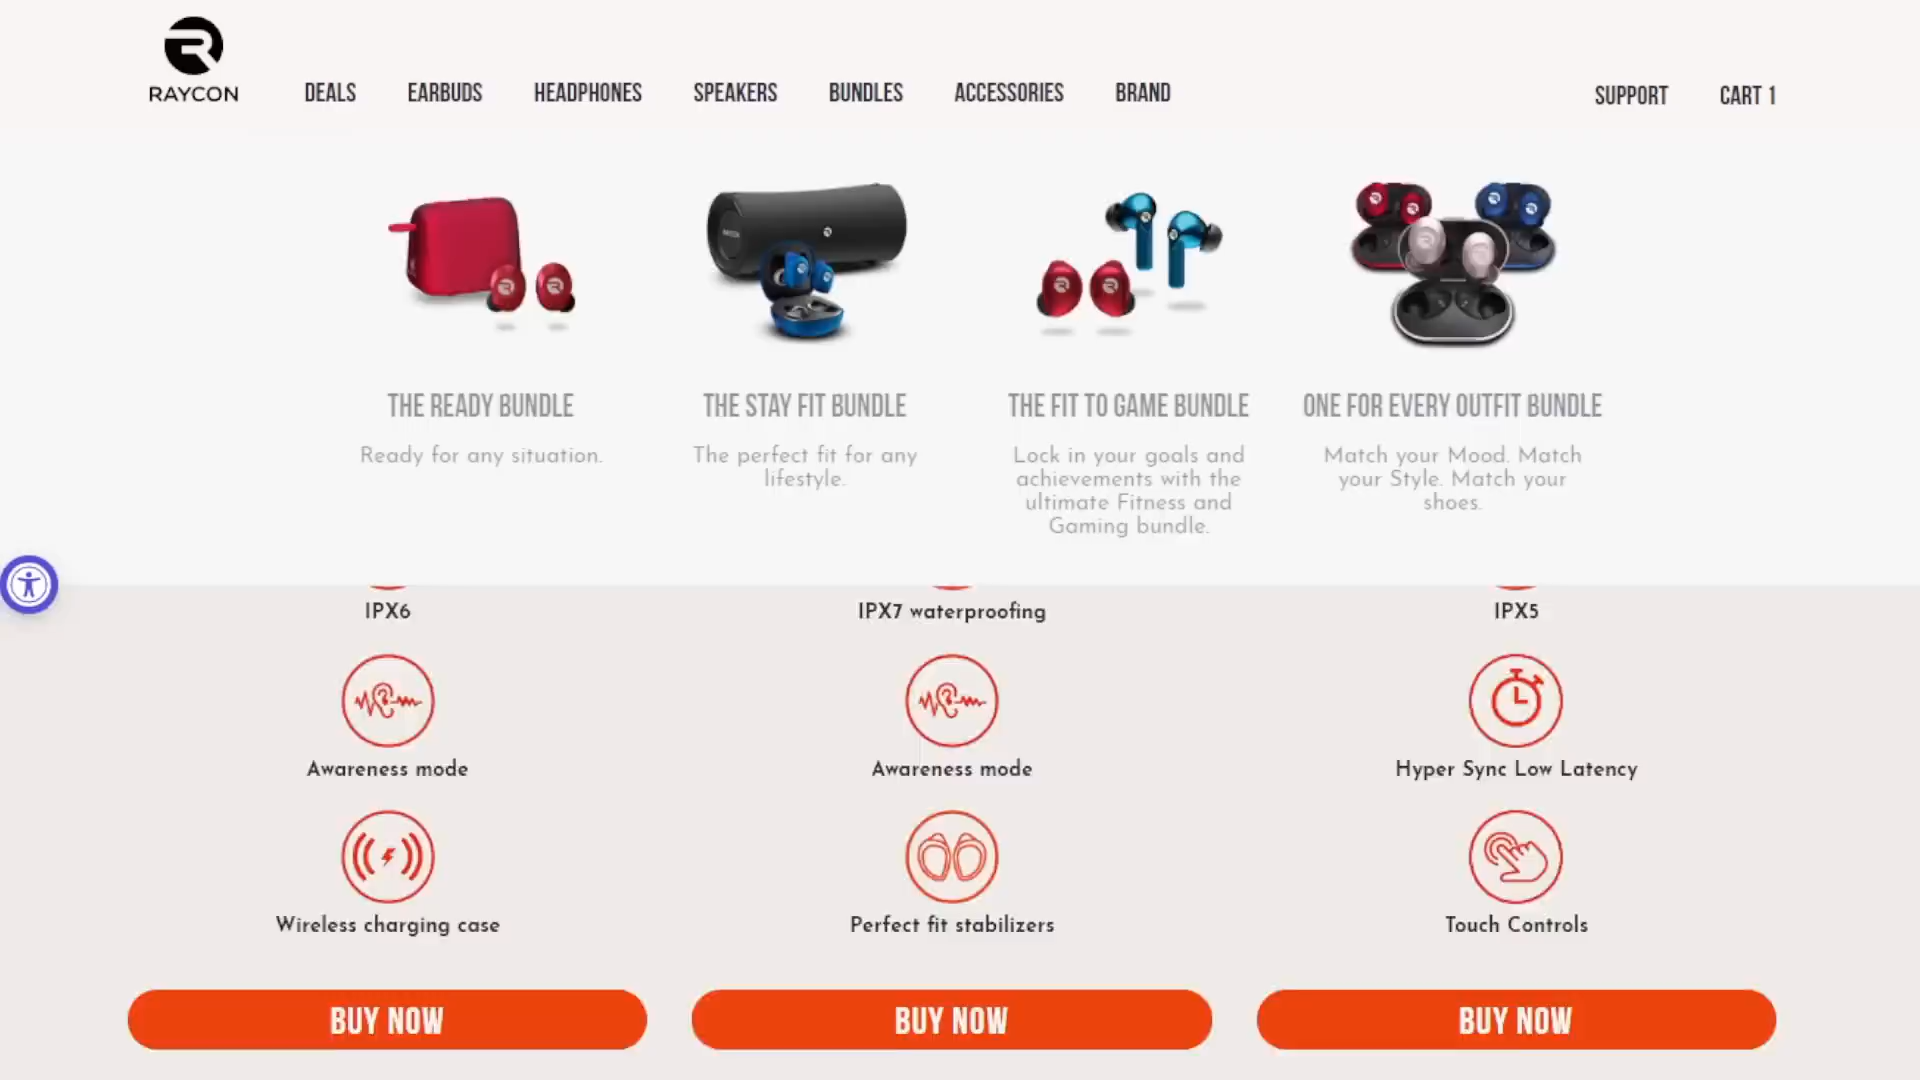 RAYCON
DEALS
EARBUDS
HEADPHONES
SPEAKERS
BUNDLES
ACCESSORIES
BRAND
SUPPORT
CART 1
THE READY BUNDLE
Ready for any situation.
THE STAY FIT BUNDLE
The perfect fit for any
lifestyle.
THE FIT TO GAME BUNDLE
Lock in your goals and
achievements with the
ultimate Fitness and
Gaming bundle.
ONE FOR EVERY OUTFIT BUNDLE
Match your Mood. Match
your Style. Match your
shoes.
IPX6
IPX7 waterproofing
IPX5
Awareness mode
Awareness mode
Hyper Sync Low Latency
Wireless charging case
Perfect fit stabilizers
Touch Controls
BUY NOW
BUY NOW
BUY NOW